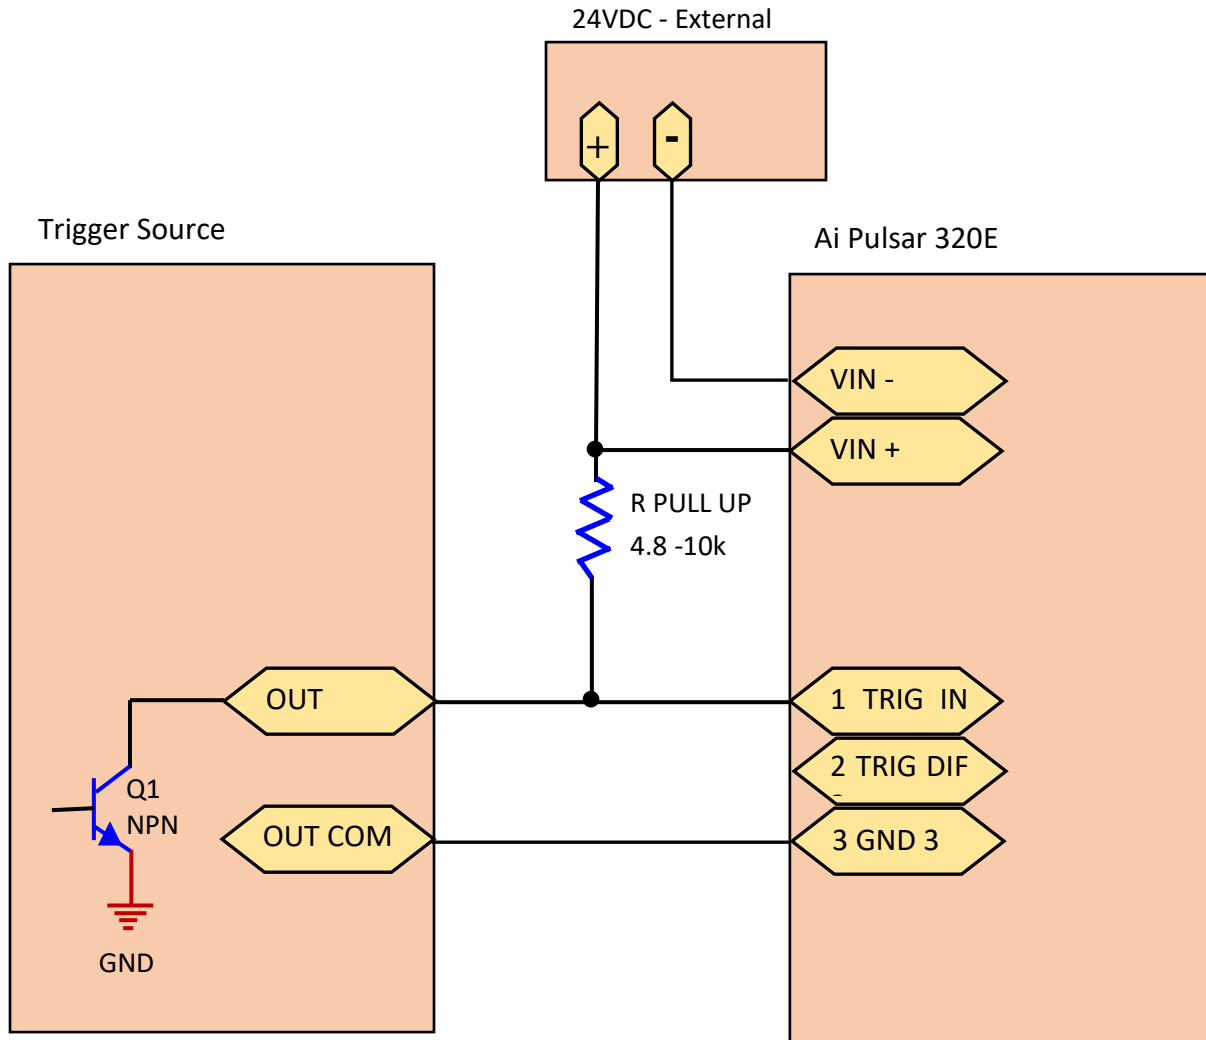 24VDC - External
+ -
Trigger Source
Ai Pulsar 320E
VIN -
VIN +
R PULL UP
4.8 -10k
OUT
1 TRIG IN
2 TRIG DIF
Q1
NPN
OUT COM
3 GND 3
GND